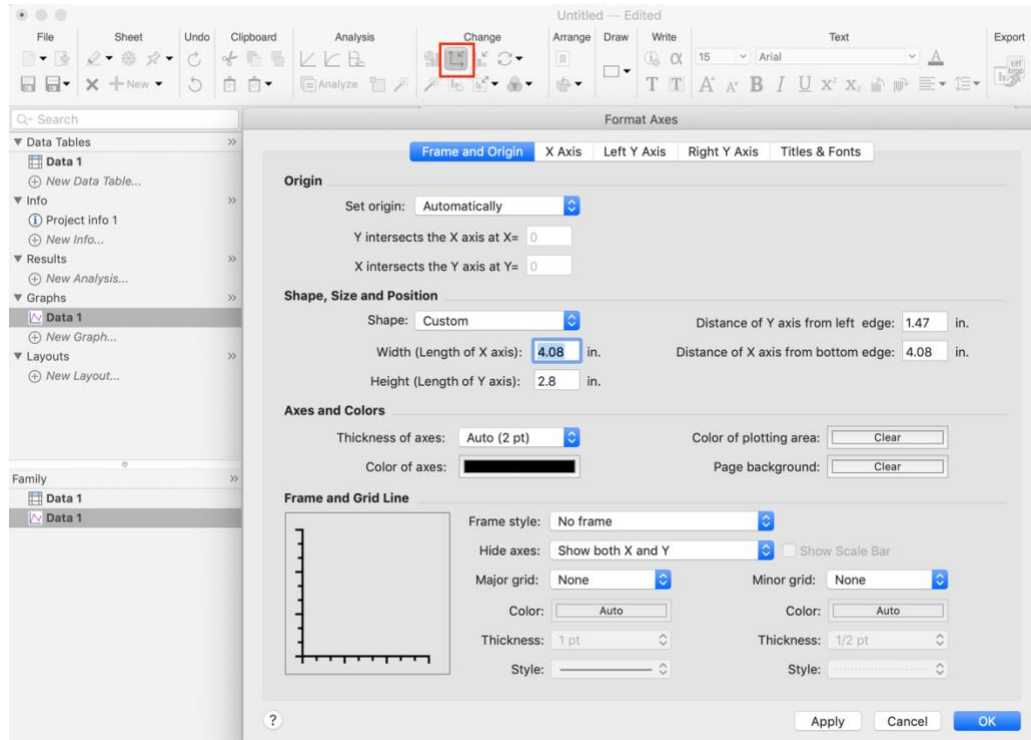 Untitled — Edited
File Sheet Undo Clipboard Analysis Change Arrange Draw Write Text Export
α 15 Arial A
New Analyze T T A A B I U X² X₂
Search
Format Axes
Data Tables
Data 1
New Data Table...
Info
Project info 1
New Info...
Results
New Analysis...
Graphs
Data 1
New Graph...
Layouts
New Layout...
Family
Data 1
Data 1
Frame and Origin X Axis Left Y Axis Right Y Axis Titles & Fonts
Origin
Set origin: Automatically
Y intersects the X axis at X= 0
X intersects the Y axis at Y= 0
Shape, Size and Position
Shape: Custom Distance of Y axis from left edge: 1.47 in.
Width (Length of X axis): 4.08 in. Distance of X axis from bottom edge: 4.08 in.
Height (Length of Y axis): 2.8 in.
Axes and Colors
Thickness of axes: Auto (2 pt) Color of plotting area: Clear
Color of axes: Page background: Clear
Frame and Grid Line
Frame style: No frame
Hide axes: Show both X and Y Show Scale Bar
Major grid: None Minor grid: None
Color: Auto Color: Auto
Thickness: 1 pt Thickness: 1/2 pt
Style: Style:
? Apply Cancel OK